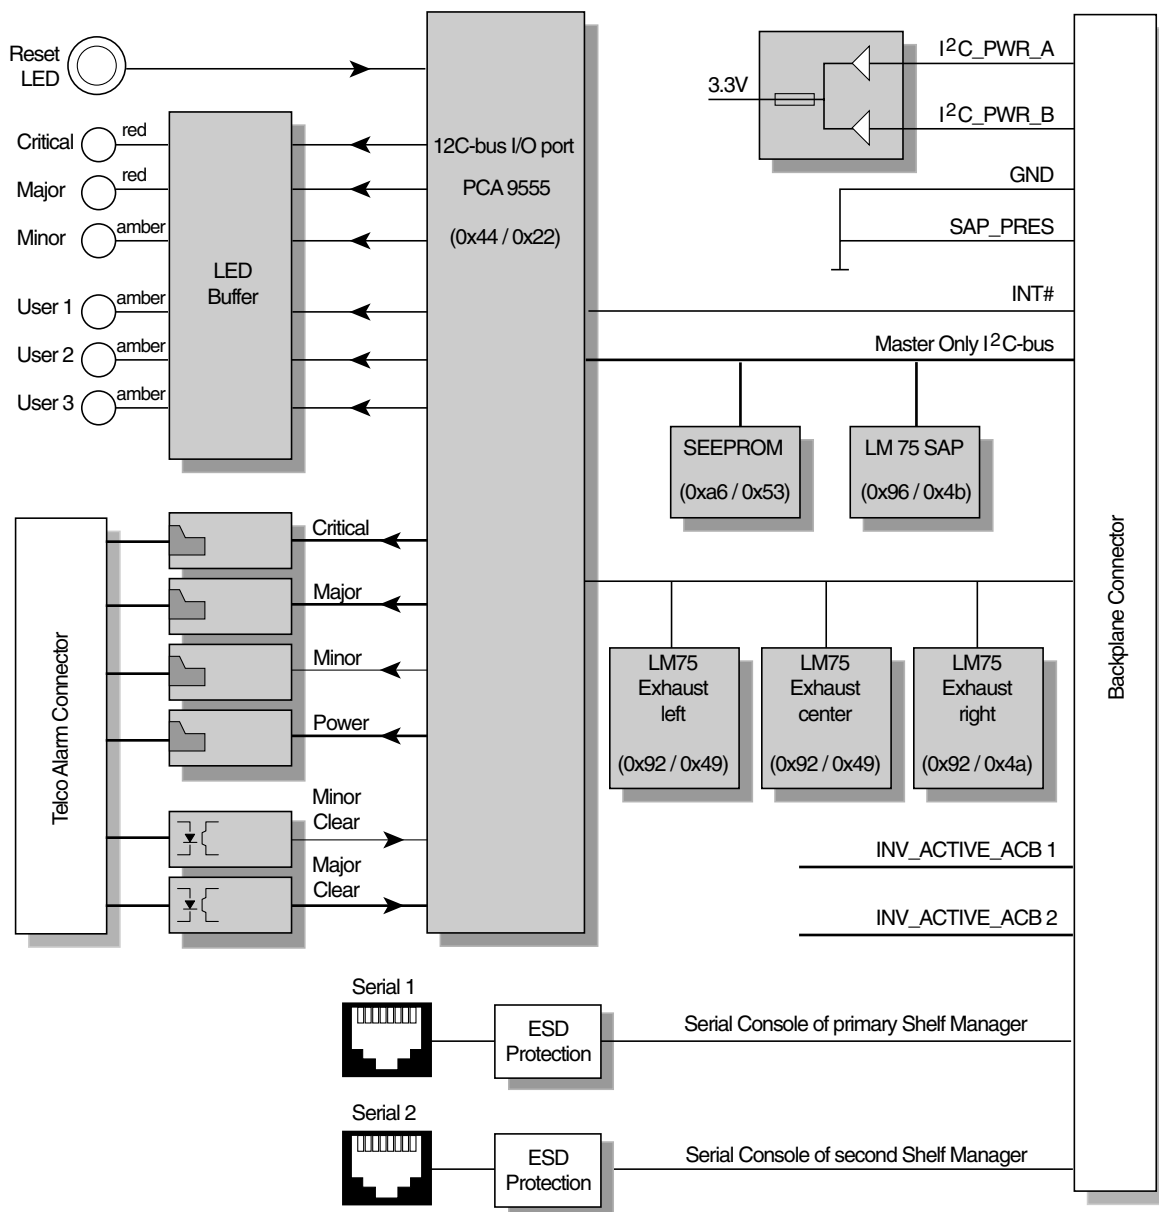 Reset
LED
Critical
red
Major
red
Minor
amber
User 1
amber
User 2
amber
User 3
amber
LED
Buffer
12C-bus I/O port
PCA 9555
(0x44 / 0x22)
3.3V
I2C_PWR_A
I2C_PWR_B
GND
SAP_PRES
INT#
Master Only I2C-bus
SEEPROM
(0xa6 / 0x53)
LM 75 SAP
(0x96 / 0x4b)
Backplane Connector
Telco Alarm Connector
Critical
Major
Minor
Power
Minor
Clear
Major
Clear
LM75
Exhaust
left
(0x92 / 0x49)
LM75
Exhaust
center
(0x92 / 0x49)
LM75
Exhaust
right
(0x92 / 0x4a)
INV_ACTIVE_ACB 1
INV_ACTIVE_ACB 2
Serial 1
ESD
Protection
Serial Console of primary Shelf Manager
Serial 2
ESD
Protection
Serial Console of second Shelf Manager